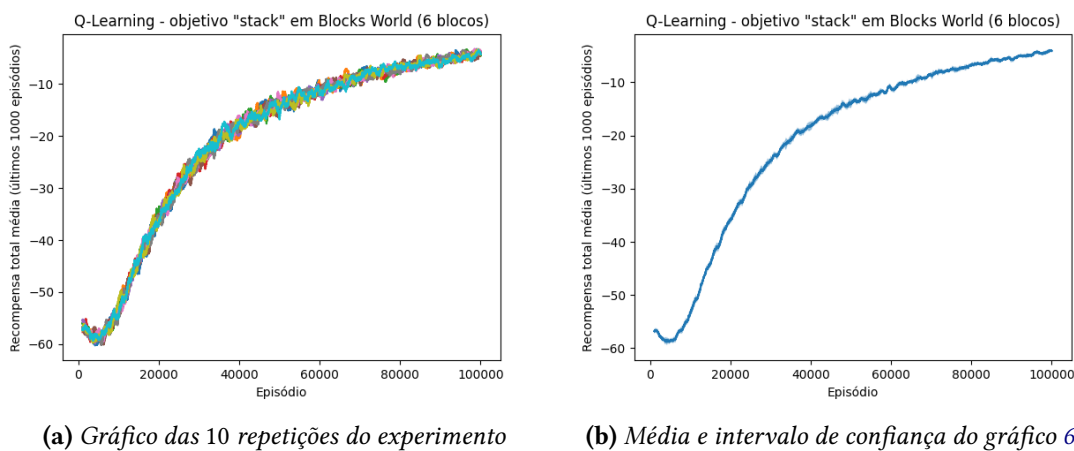 Q-Learning - objetivo "stack" em Blocks World (6 blocos)
Recompensa total média (últimos 1000 episódios)
−10
−20
−30
−40
−50
−60
0 20000 40000 60000 80000 100000
Episódio
(a) Gráfico das 10 repetições do experimento
Q-Learning - objetivo "stack" em Blocks World (6 blocos)
Recompensa total média (últimos 1000 episódios)
−10
−20
−30
−40
−50
−60
0 20000 40000 60000 80000 100000
Episódio
(b) Média e intervalo de confiança do gráfico 6